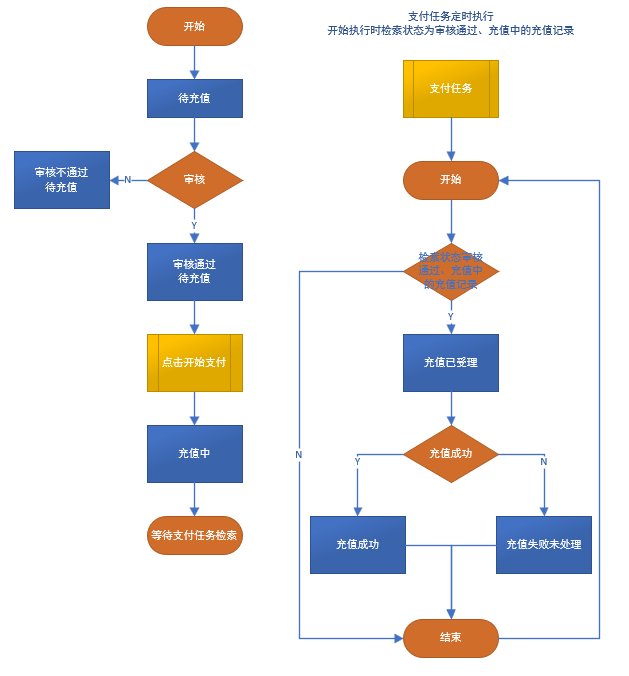 开始
待充值
审核
N
审核不通过
待充值
Y
审核通过
待充值
点击开始支付
充值中
等待支付任务检索
支付任务定时执行
开始执行时检索状态为审核通过、充值中的充值记录
支付任务
开始
检索状态审核
通过、充值中
的充值记录
N
Y
充值已受理
充值成功
Y
N
充值成功
充值失败未处理
结束